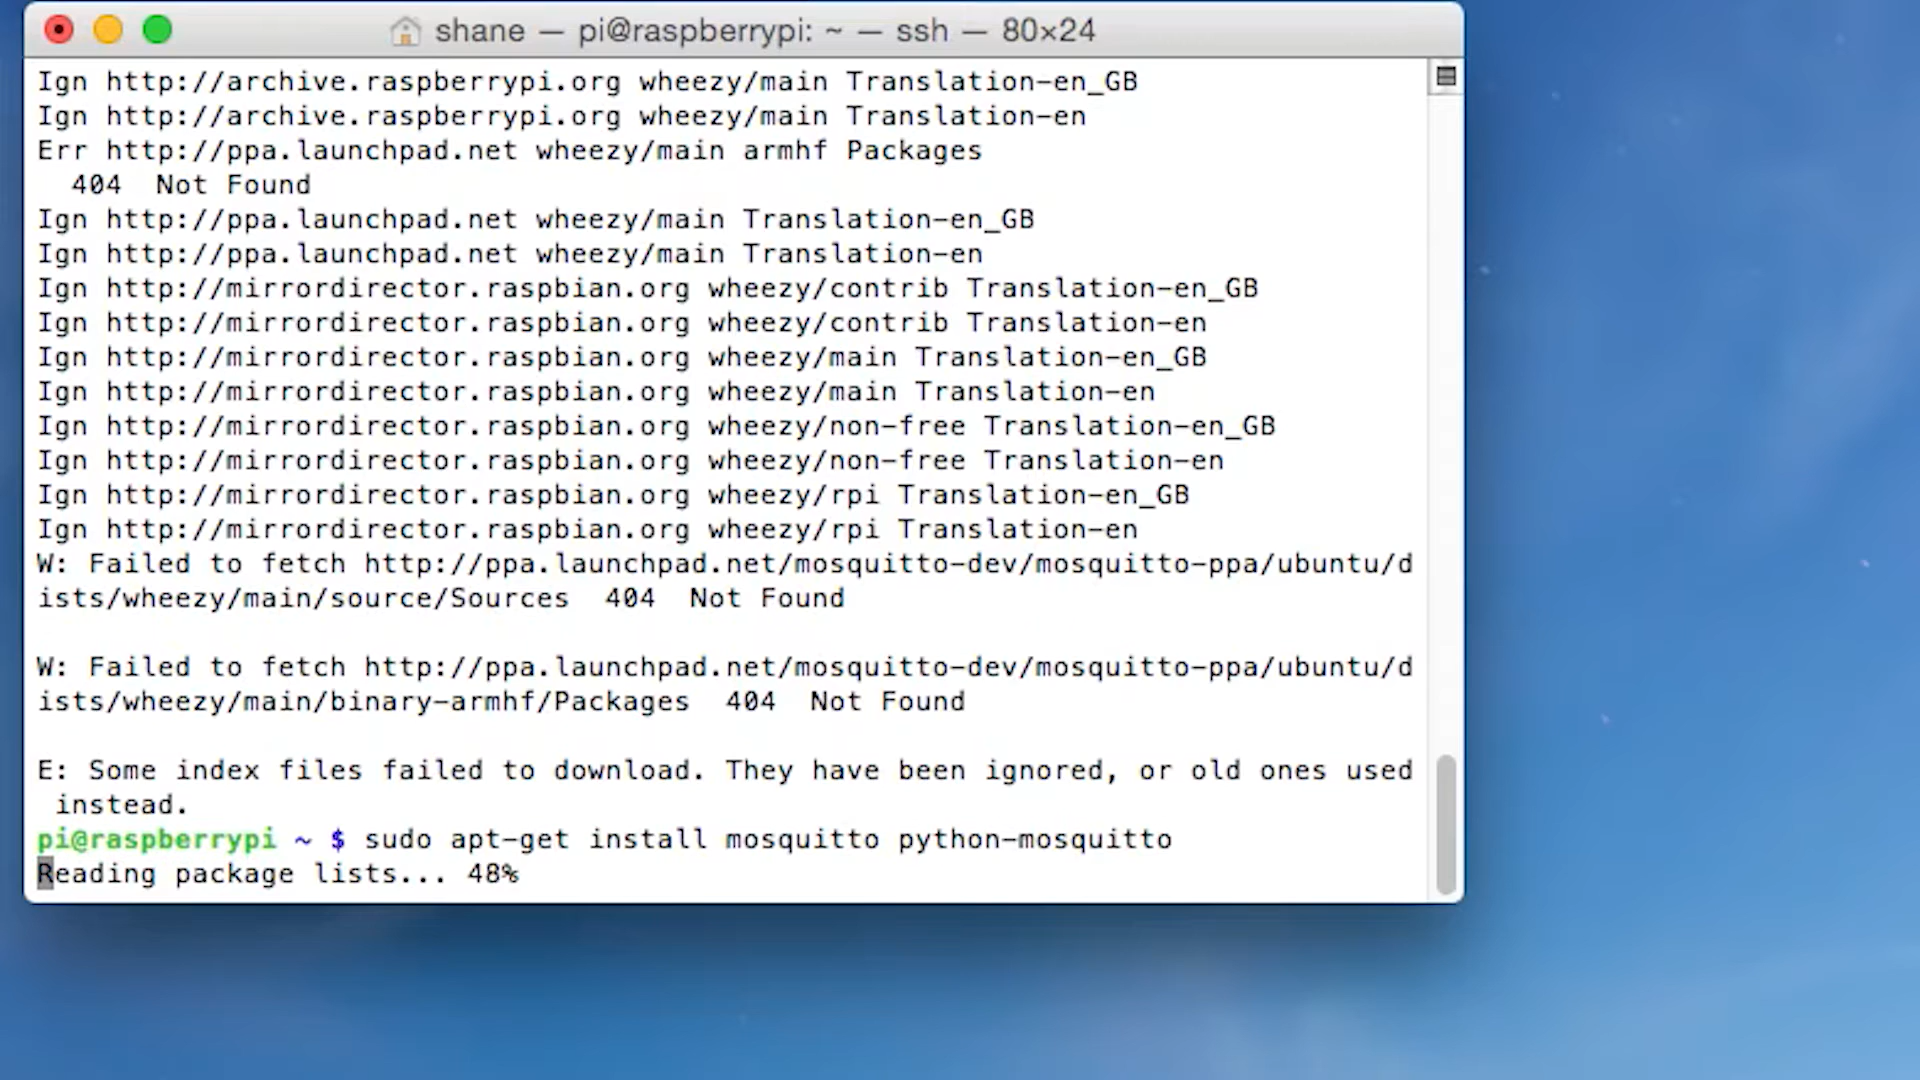 shane — pi@raspberrypi: ~ — ssh — 80×24
Ign http://archive.raspberrypi.org wheezy/main Translation-en_GB
Ign http://archive.raspberrypi.org wheezy/main Translation-en
Err http://ppa.launchpad.net wheezy/main armhf Packages
  404  Not Found
Ign http://ppa.launchpad.net wheezy/main Translation-en_GB
Ign http://ppa.launchpad.net wheezy/main Translation-en
Ign http://mirrordirector.raspbian.org wheezy/contrib Translation-en_GB
Ign http://mirrordirector.raspbian.org wheezy/contrib Translation-en
Ign http://mirrordirector.raspbian.org wheezy/main Translation-en_GB
Ign http://mirrordirector.raspbian.org wheezy/main Translation-en
Ign http://mirrordirector.raspbian.org wheezy/non-free Translation-en_GB
Ign http://mirrordirector.raspbian.org wheezy/non-free Translation-en
Ign http://mirrordirector.raspbian.org wheezy/rpi Translation-en_GB
Ign http://mirrordirector.raspbian.org wheezy/rpi Translation-en
W: Failed to fetch http://ppa.launchpad.net/mosquitto-dev/mosquitto-ppa/ubuntu/d
ists/wheezy/main/source/Sources  404  Not Found
W: Failed to fetch http://ppa.launchpad.net/mosquitto-dev/mosquitto-ppa/ubuntu/d
ists/wheezy/main/binary-armhf/Packages  404  Not Found
E: Some index files failed to download. They have been ignored, or old ones used
 instead.
pi@raspberrypi ~ $ sudo apt-get install mosquitto python-mosquitto
Reading package lists... 48%